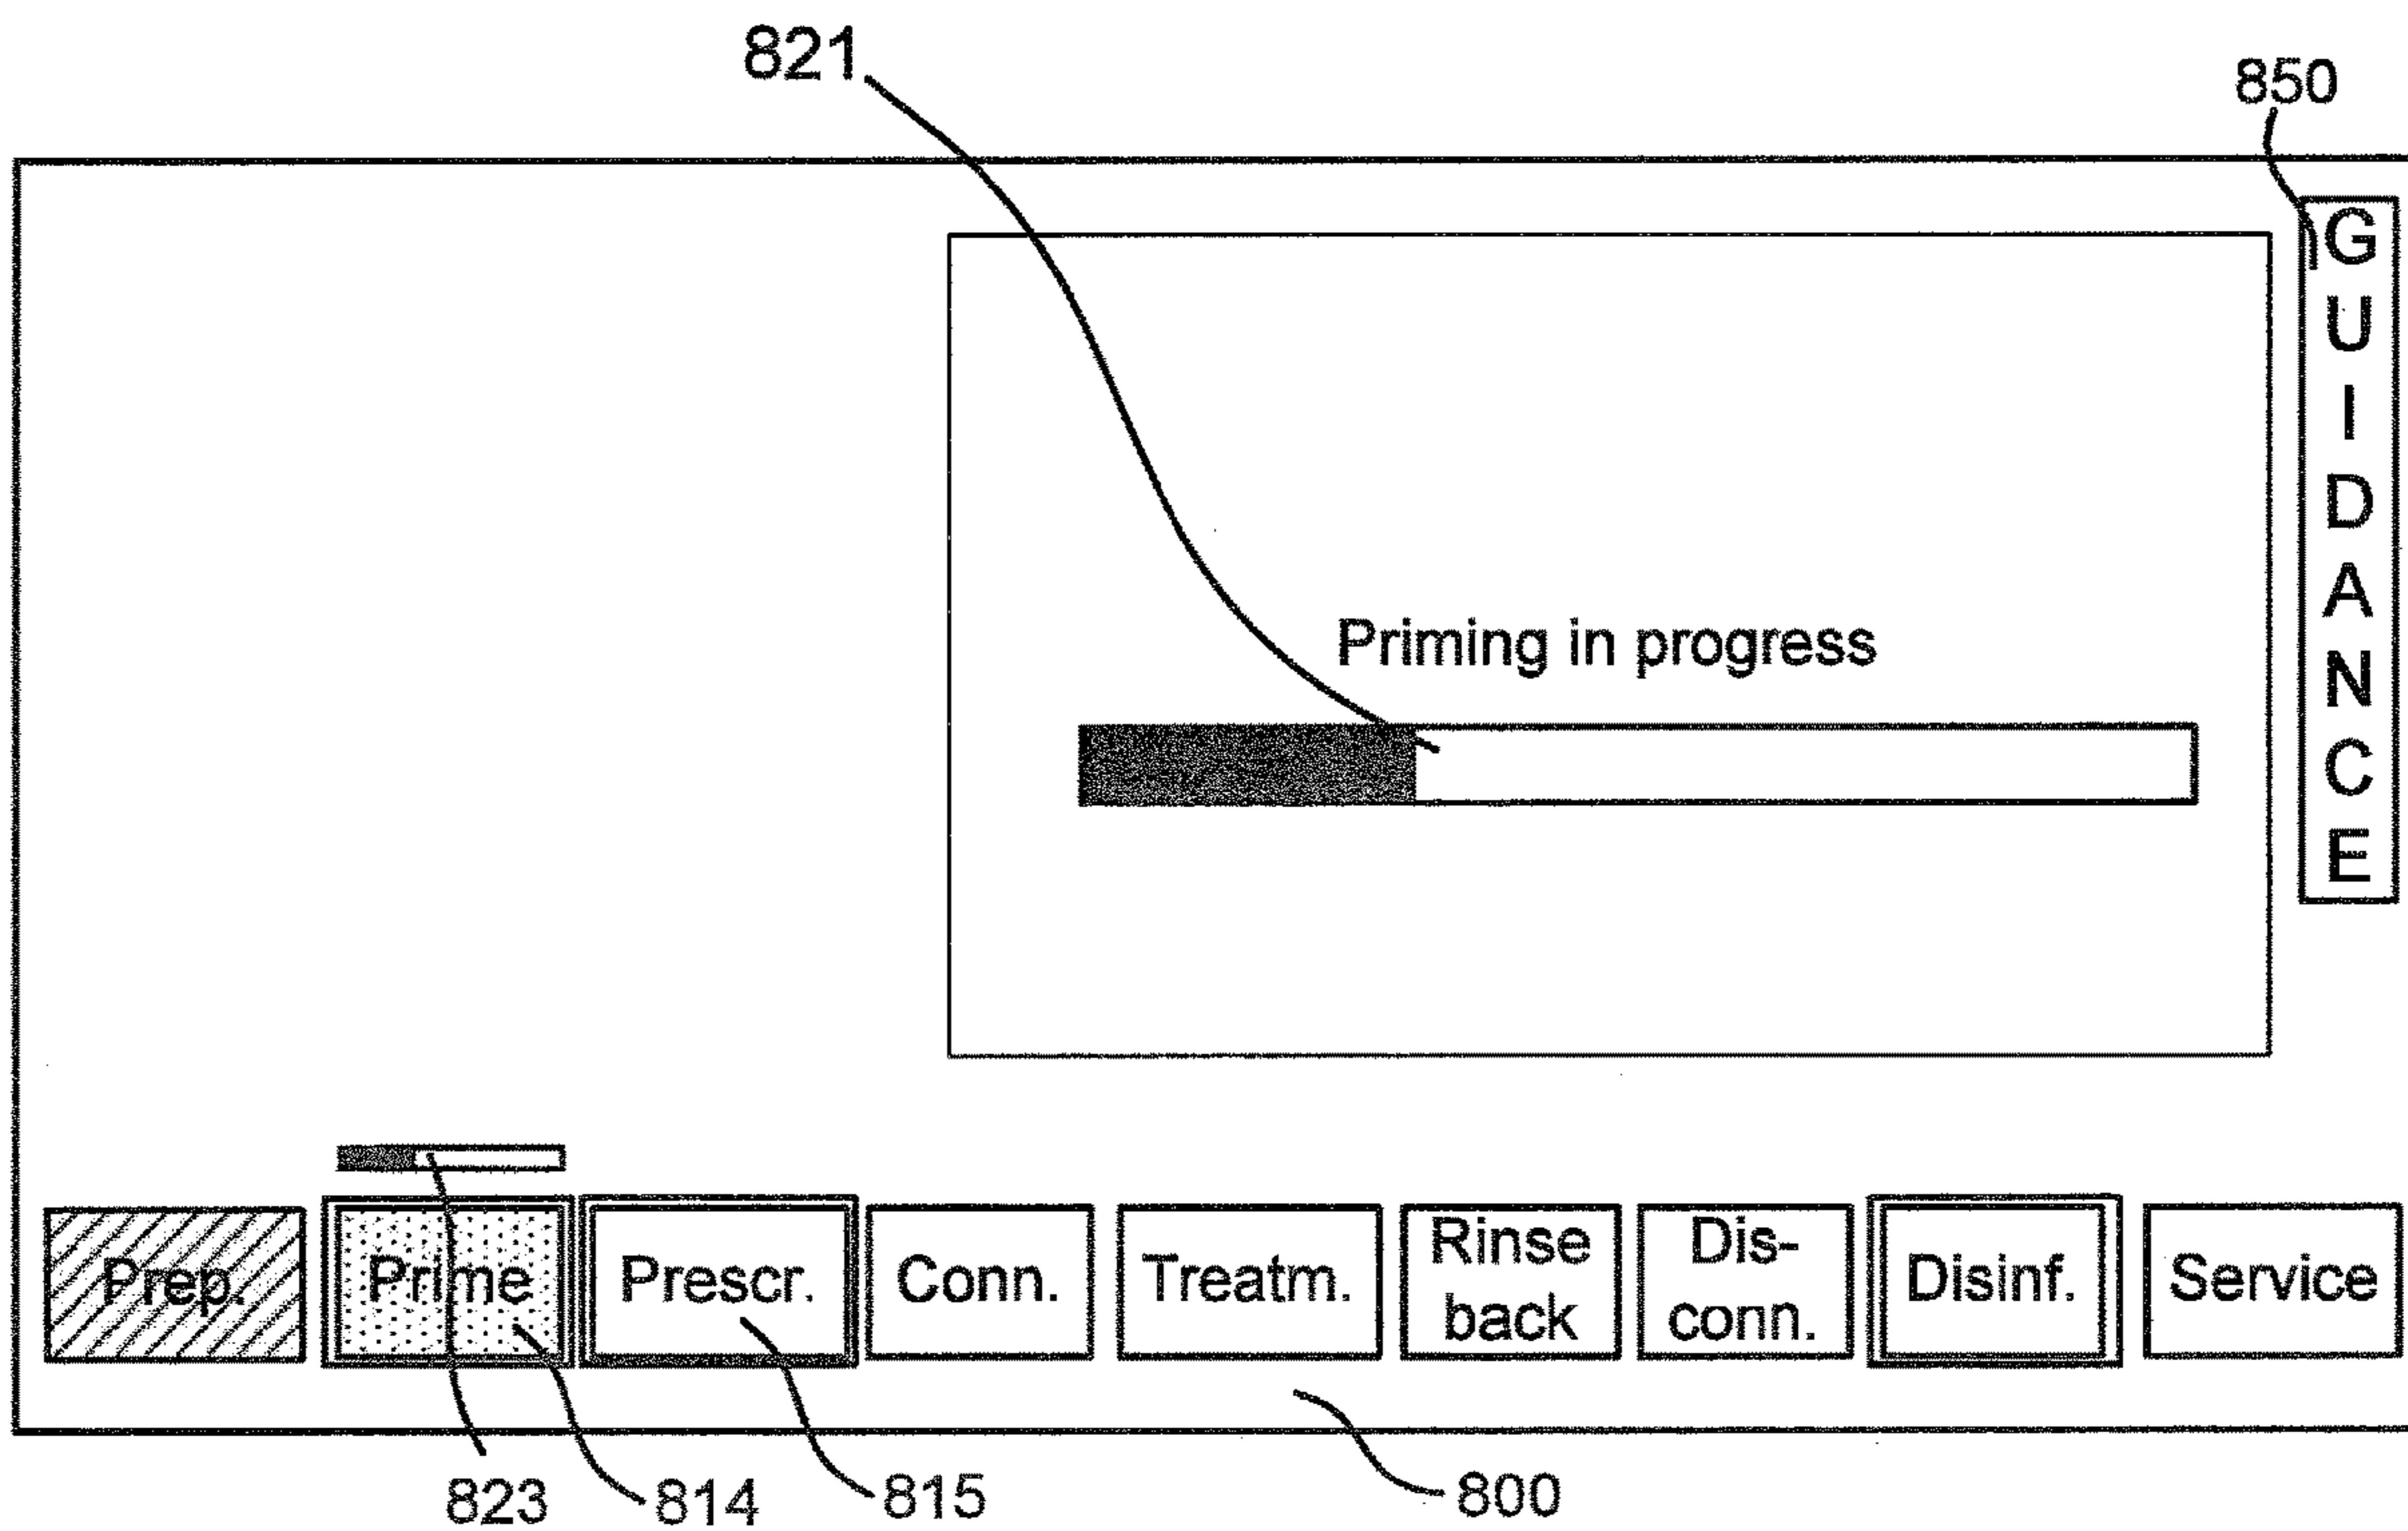 821
850
GUIDANCE
Priming in progress
Prep.
Prime
Prescr.
Conn.
Treatm.
Rinse
back
Dis-
conn.
Disinf.
Service
823
814
815
800